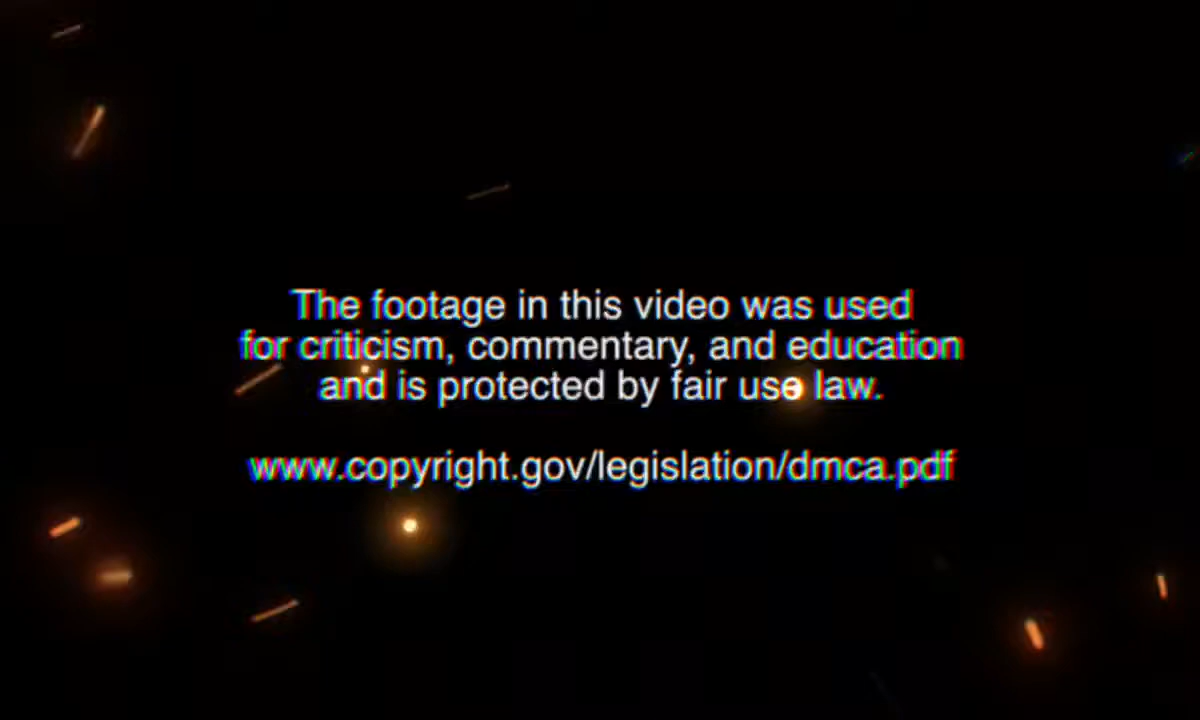 The footage in this video was used
for criticism, commentary, and education
and is protected by fair use law.
www.copyright.gov/legislation/dmca.pdf